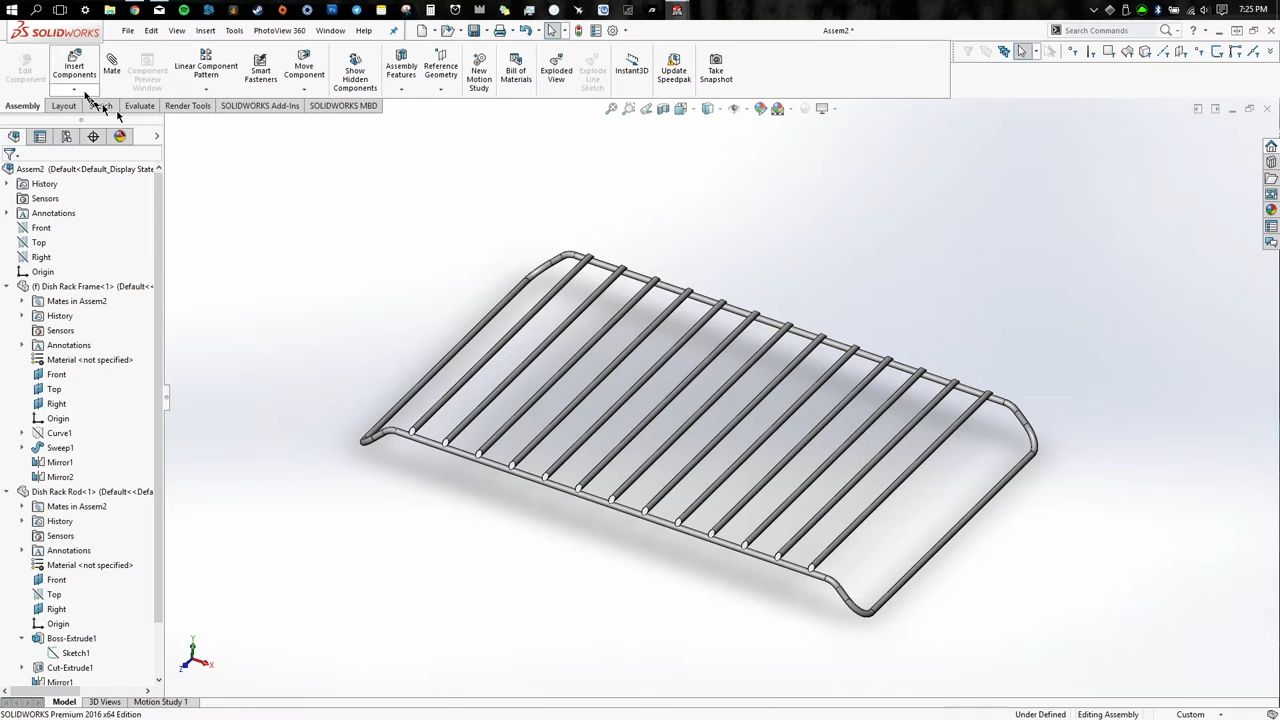 SOLIDWORKS
File Edit View Insert Tools PhotoView 360 Window Help
Assem2 *
Search Commands
7:25 PM
Edit Component
Insert Components
Mate
Component Preview Window
Linear Component Pattern
Smart Fasteners
Move Component
Show Hidden Components
Assembly Features
Reference Geometry
New Motion Study
Bill of Materials
Exploded View
Explode Line Sketch
Instant3D
Update Speedpak
Take Snapshot
Assembly Layout Sketch Evaluate Render Tools SOLIDWORKS Add-Ins SOLIDWORKS MBD
Assem2 (Default<Default_Display State
History
Sensors
Annotations
Front
Top
Right
Origin
(f) Dish Rack Frame<1> (Default<<
Mates in Assem2
History
Sensors
Annotations
Material <not specified>
Front
Top
Right
Origin
Curve1
Sweep1
Mirror1
Mirror2
Dish Rack Rod<1> (Default<<Defa
Mates in Assem2
History
Sensors
Annotations
Material <not specified>
Front
Top
Right
Origin
Boss-Extrude1
Sketch1
Cut-Extrude1
Mirror1
Y
X
Z
Model 3D Views Motion Study 1
SOLIDWORKS Premium 2016 x64 Edition
Under Defined Editing Assembly Custom